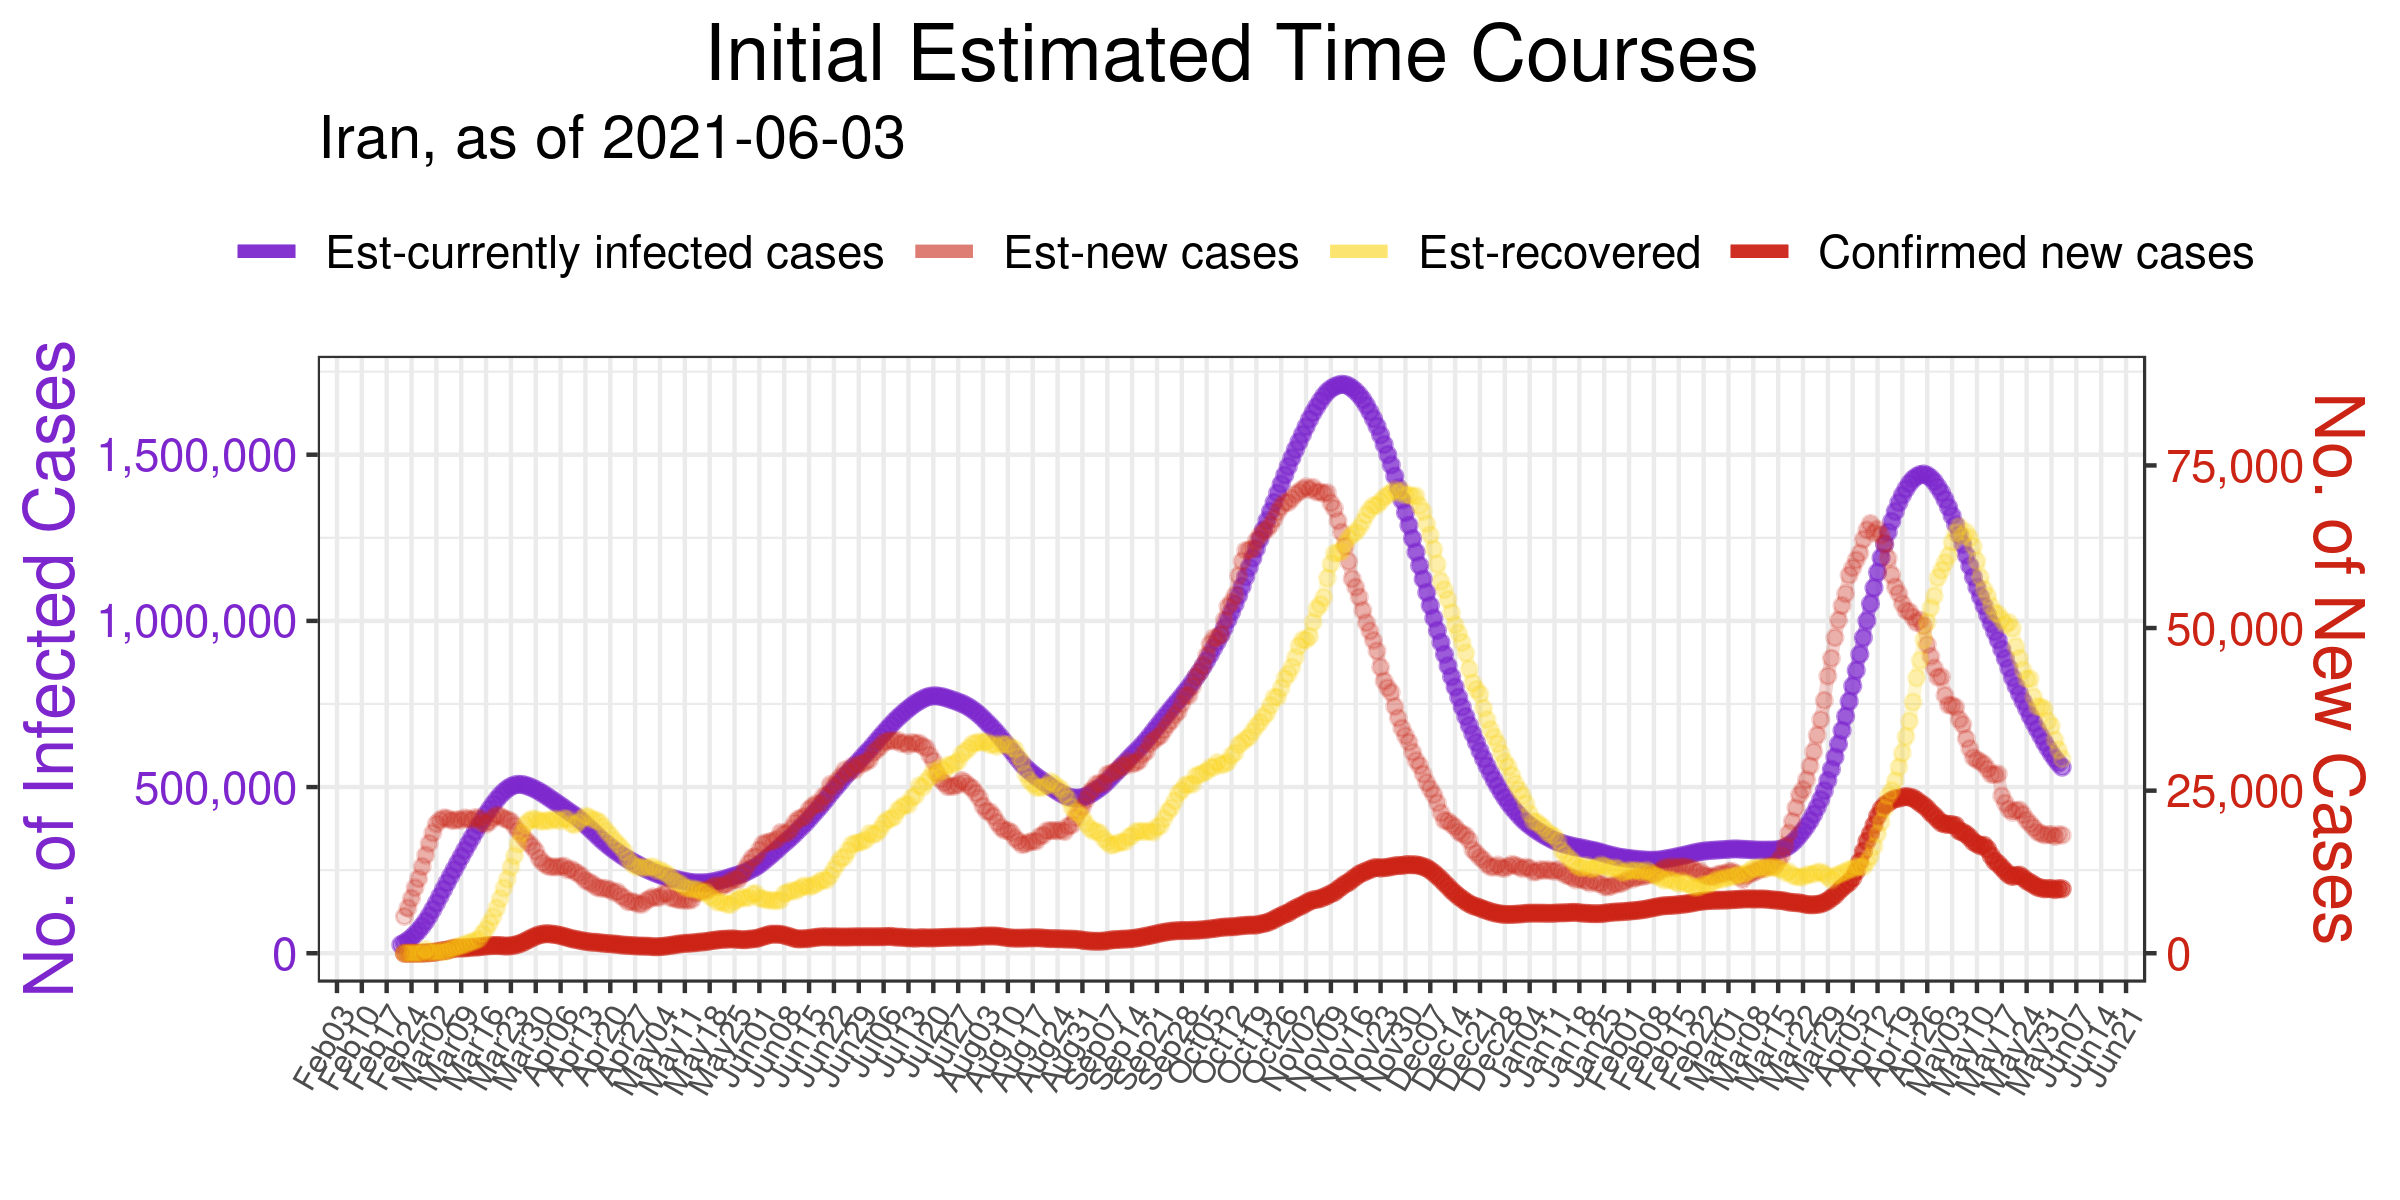 Initial Estimated Time Courses
Iran, as of 2021-06-03
Est-currently infected cases Est-new cases Est-recovered Confirmed new cases
No. of Infected Cases
1,500,000
1,000,000
500,000
0
75,000
50,000
25,000
0
No. of New Cases
Feb03 Feb10 Feb17 Feb24 Mar02 Mar09 Mar16 Mar23 Mar30 Apr06 Apr13 Apr20 Apr27 May04 May11 May18 May25 Jun01 Jun08 Jun15 Jun22 Jun29 Jul06 Jul13 Jul20 Jul27 Aug03 Aug10 Aug17 Aug24 Aug31 Sep07 Sep14 Sep21 Sep28 Oct05 Oct12 Oct19 Oct26 Nov02 Nov09 Nov16 Nov23 Nov30 Dec07 Dec14 Dec21 Dec28 Jan04 Jan11 Jan18 Jan25 Feb01 Feb08 Feb15 Feb22 Mar01 Mar08 Mar15 Mar22 Mar29 Apr05 Apr12 Apr19 Apr26 May03 May10 May17 May24 May31 Jun07 Jun14 Jun21